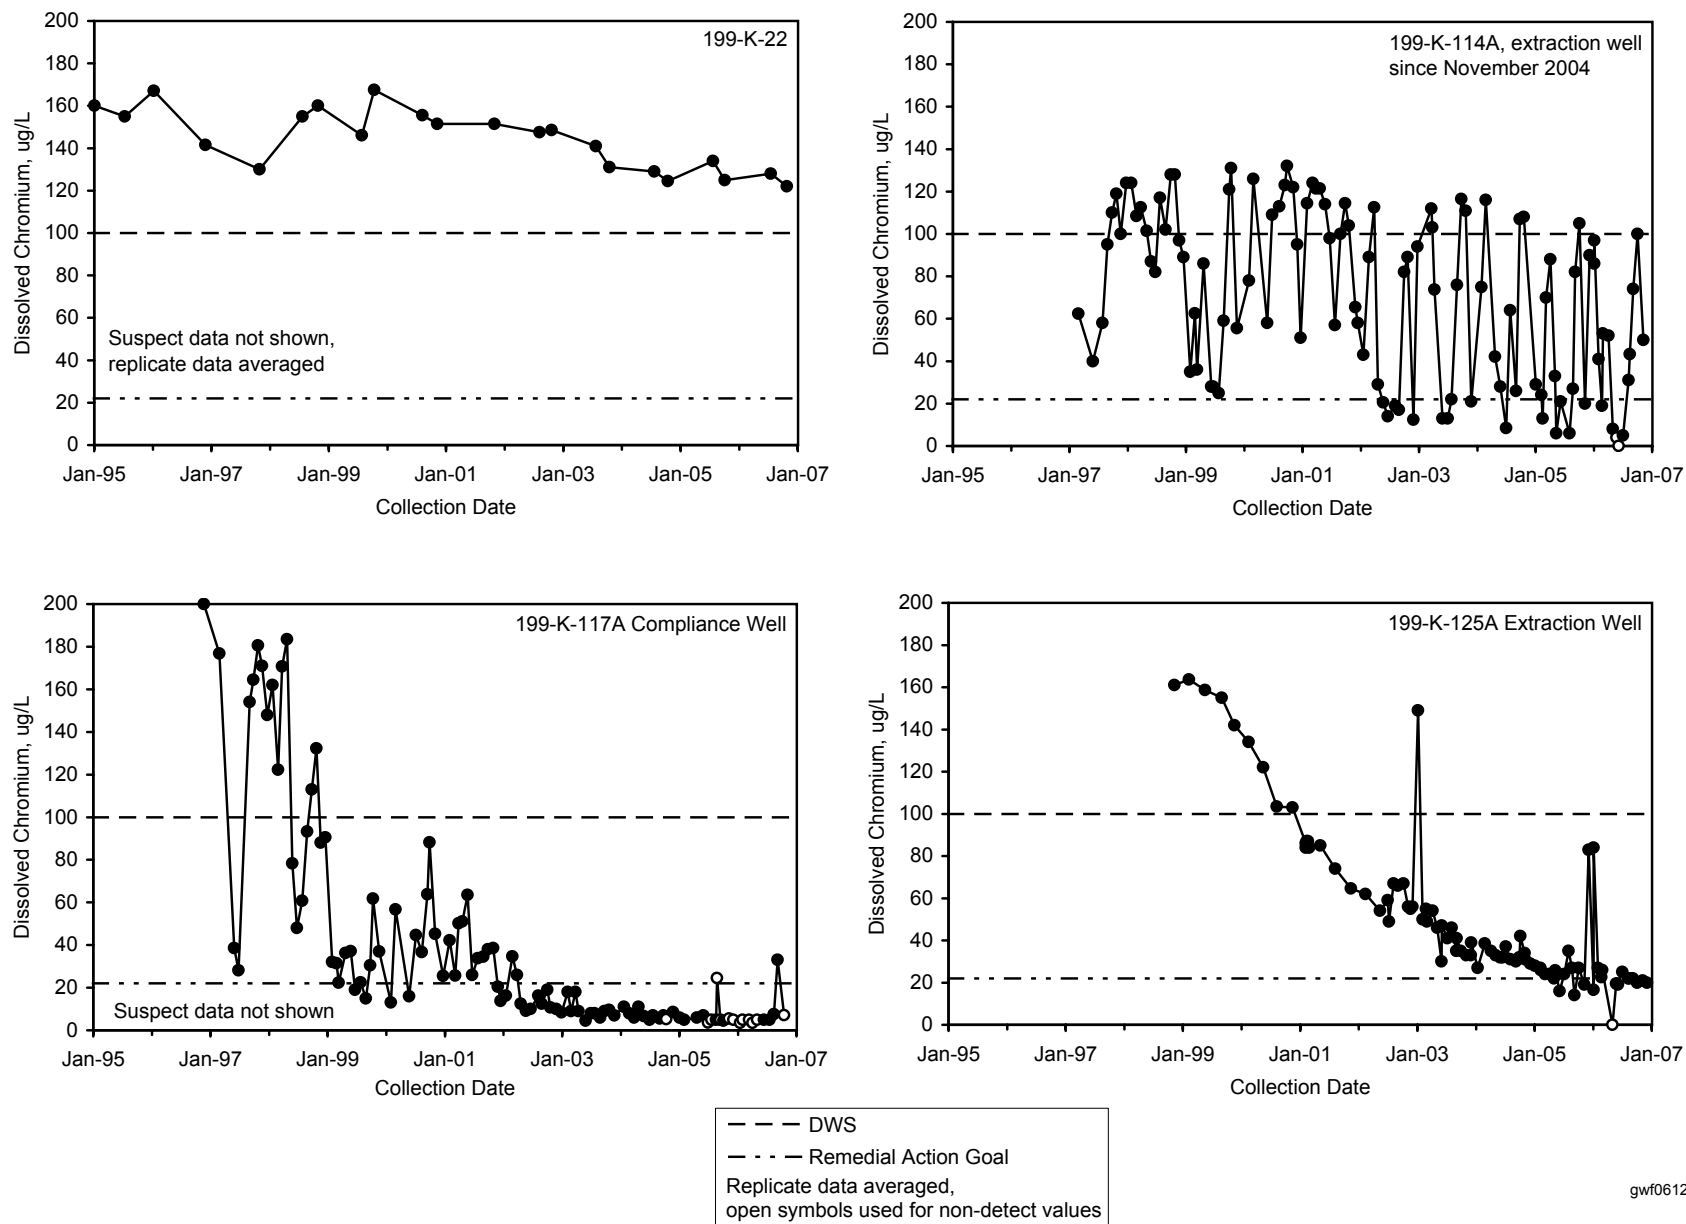 199-K-22
200
180
160
140
120
100
80
60
40
20
0
Dissolved Chromium, ug/L
Suspect data not shown,
replicate data averaged
Jan-95 Jan-97 Jan-99 Jan-01 Jan-03 Jan-05 Jan-07
Collection Date
199-K-114A, extraction well
since November 2004
200
180
160
140
120
100
80
60
40
20
0
Dissolved Chromium, ug/L
Jan-95 Jan-97 Jan-99 Jan-01 Jan-03 Jan-05 Jan-07
Collection Date
199-K-117A Compliance Well
200
180
160
140
120
100
80
60
40
20
0
Dissolved Chromium, ug/L
Suspect data not shown
Jan-95 Jan-97 Jan-99 Jan-01 Jan-03 Jan-05 Jan-07
Collection Date
199-K-125A Extraction Well
200
180
160
140
120
100
80
60
40
20
0
Dissolved Chromium, ug/L
Jan-95 Jan-97 Jan-99 Jan-01 Jan-03 Jan-05 Jan-07
Collection Date
DWS
Remedial Action Goal
Replicate data averaged,
open symbols used for non-detect values